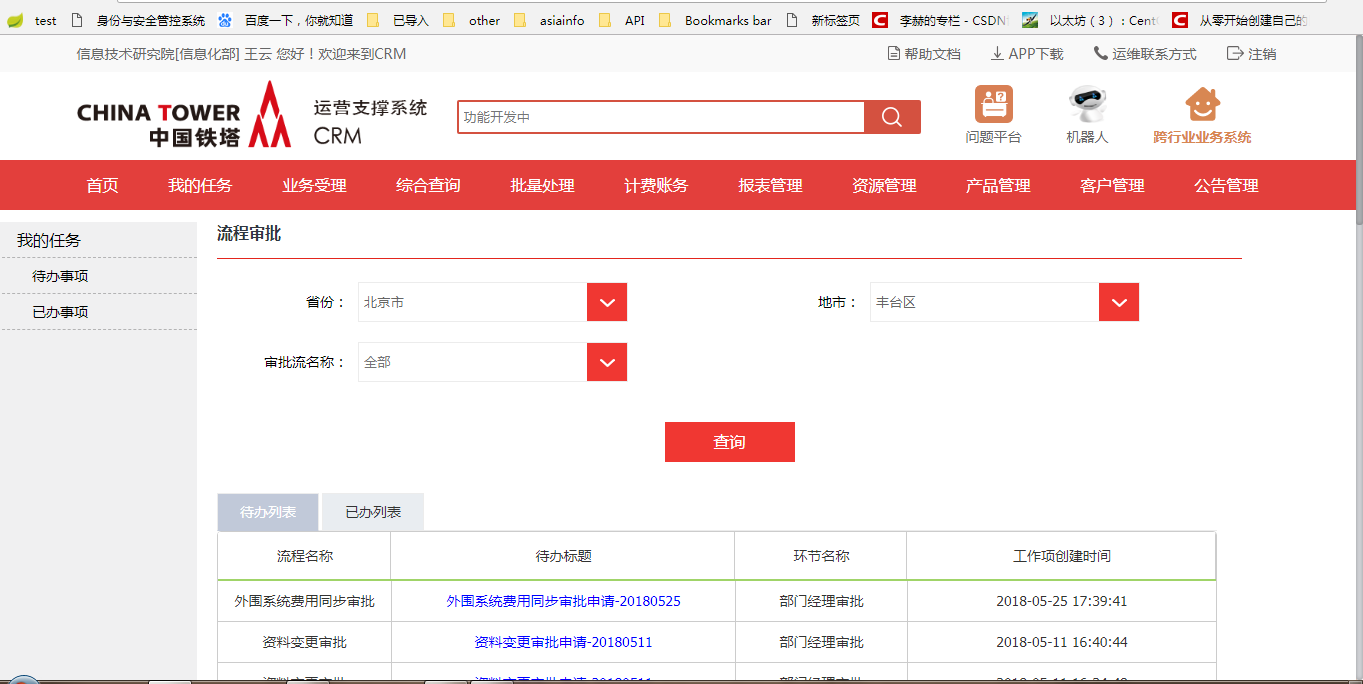 test 身份与安全管控系统 百度一下，你就知道 已导入 other asiainfo API Bookmarks bar 新标签页 李赫的专栏 - CSDN 以太坊（3）: Cent 从零开始创建自己的
信息技术研究院[信息化部] 王云 您好！欢迎来到CRM 帮助文档 APP下载 运维联系方式 注销
CHINA TOWER
中国铁塔
运营支撑系统
CRM
功能开发中
问题平台 机器人 跨行业业务系统
首页 我的任务 业务受理 综合查询 批量处理 计费账务 报表管理 资源管理 产品管理 客户管理 公告管理
我的任务
待办事项
已办事项
流程审批
省份： 北京市 地市： 丰台区
审批流名称： 全部
查询
待办列表 已办列表
流程名称 待办标题 环节名称 工作项创建时间
外围系统费用同步审批 外围系统费用同步审批申请-20180525 部门经理审批 2018-05-25 17:39:41
资料变更审批 资料变更审批申请-20180511 部门经理审批 2018-05-11 16:40:44